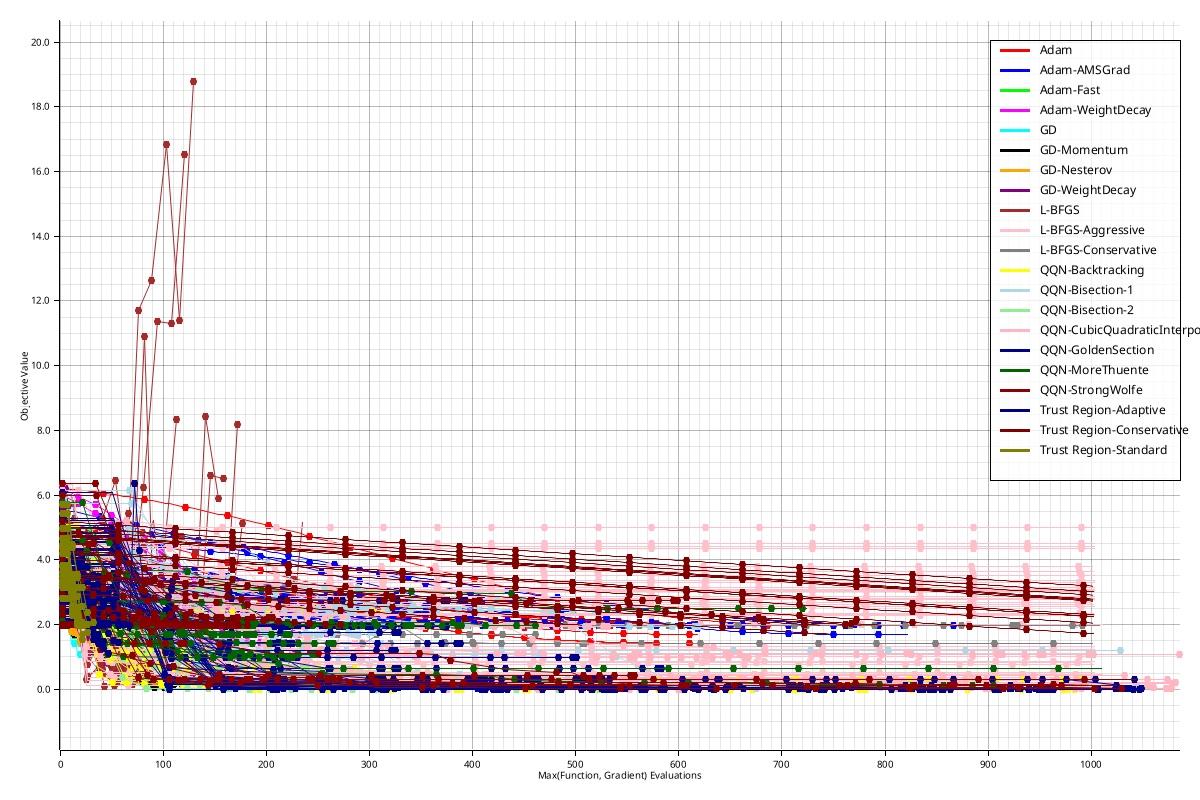 20.0
18.0
16.0
14.0
12.0
10.0
8.0
6.0
4.0
2.0
0.0
Objective Value
0 100 200 300 400 500 600 700 800 900 1000
Max(Function, Gradient) Evaluations
Adam
Adam-AMSGrad
Adam-Fast
Adam-WeightDecay
GD
GD-Momentum
GD-Nesterov
GD-WeightDecay
L-BFGS
L-BFGS-Aggressive
L-BFGS-Conservative
QQN-Backtracking
QQN-Bisection-1
QQN-Bisection-2
QQN-CubicQuadraticInterpo
QQN-GoldenSection
QQN-MoreThuente
QQN-StrongWolfe
Trust Region-Adaptive
Trust Region-Conservative
Trust Region-Standard